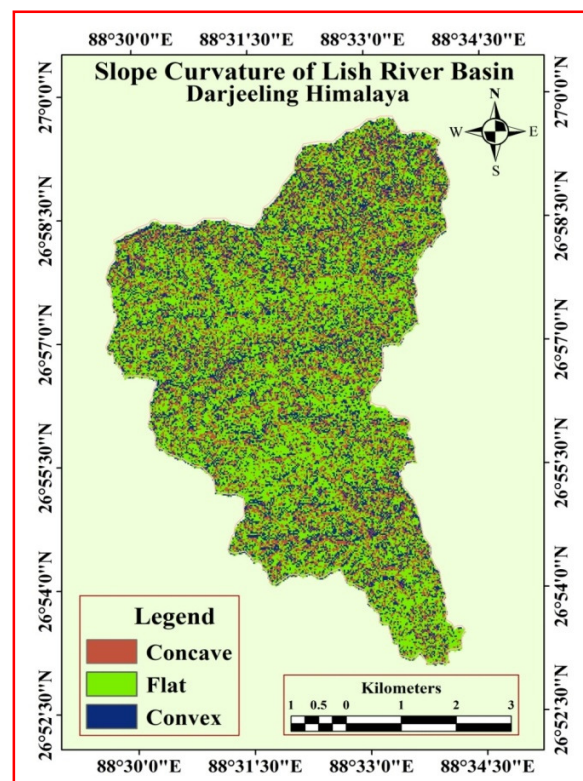 88°30'0"E 88°31'30"E 88°33'0"E 88°34'30"E
Slope Curvature of Lish River Basin
Darjeeling Himalaya
N
W E
S
27°0'0"N 27°0'0"N
26°58'30"N 26°58'30"N
26°57'0"N 26°57'0"N
26°55'30"N 26°55'30"N
26°54'0"N 26°54'0"N
26°52'30"N 26°52'30"N
Legend
Concave
Flat
Convex
Kilometers
1 0.5 0 1 2 3
88°30'0"E 88°31'30"E 88°33'0"E 88°34'30"E